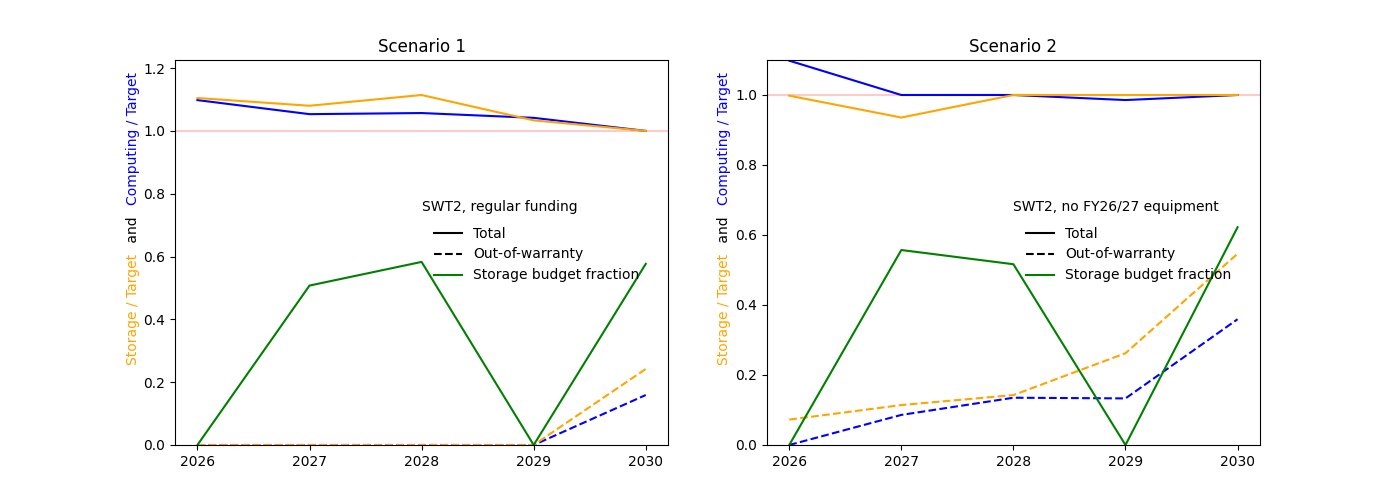 Scenario 1
Storage / Target and Computing / Target
1.2
1.0
0.8
0.6
0.4
0.2
0.0
SWT2, regular funding
Total
Out-of-warranty
Storage budget fraction
2026 2027 2028 2029 2030
Scenario 2
Storage / Target and Computing / Target
1.0
0.8
0.6
0.4
0.2
0.0
SWT2, no FY26/27 equipment
Total
Out-of-warranty
Storage budget fraction
2026 2027 2028 2029 2030